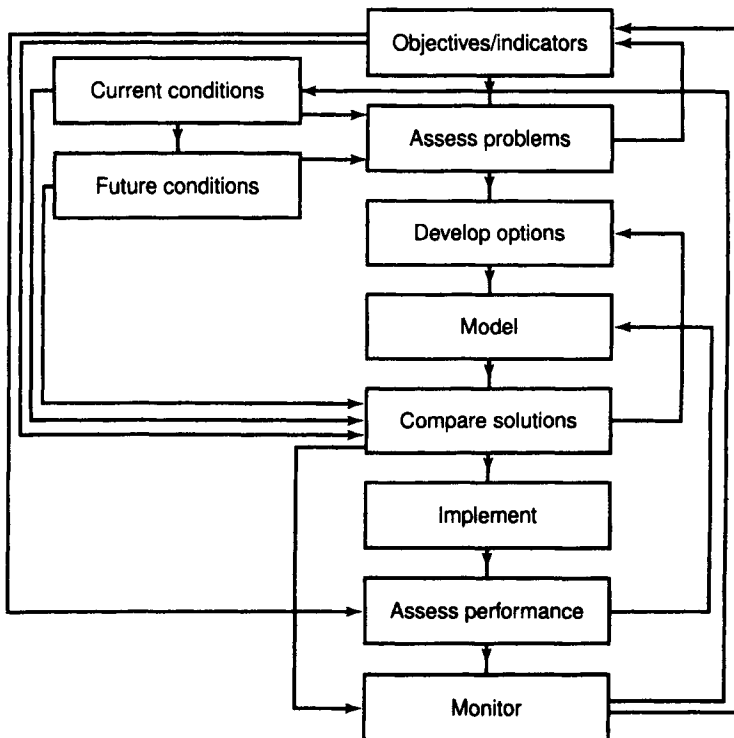 Objectives/indicators
Current conditions
Assess problems
Future conditions
Develop options
Model
Compare solutions
Implement
Assess performance
Monitor